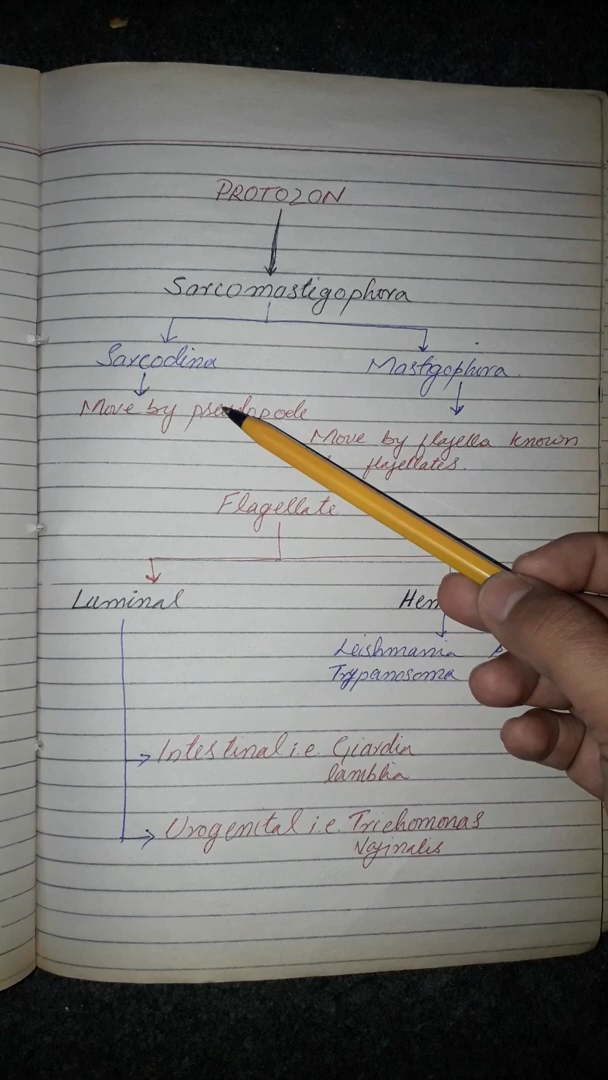 PROTOZON
Sarcomastigophora
Sarcodina
Mastigophora
Move by pseudopode
Move by flagella known
flagellates.
Flagellate
Luminal
Leishmania
Trypanosoma
Intestinal i.e. Giardia
lamblia
Urogenital i.e. Trichomonas
Vaginalis